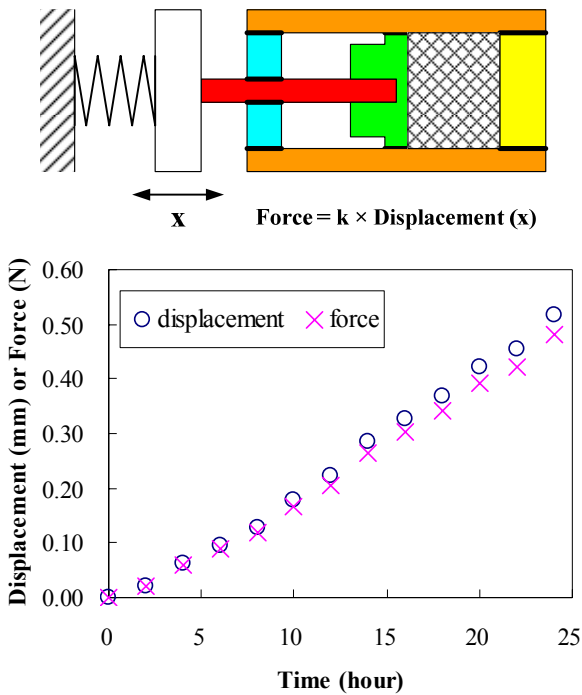 x
Force = k × Displacement (x)
Displacement (mm) or Force (N)
0.60
0.50
0.40
0.30
0.20
0.10
0.00
displacement force
0 5 10 15 20 25
Time (hour)